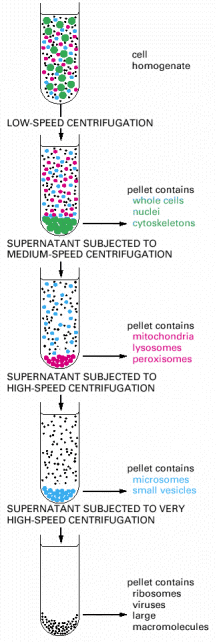 cell
homogenate
LOW-SPEED CENTRIFUGATION
pellet contains
whole cells
nuclei
cytoskeletons
SUPERNATANT SUBJECTED TO
MEDIUM-SPEED CENTRIFUGATION
pellet contains
mitochondria
lysosomes
peroxisomes
SUPERNATANT SUBJECTED TO
HIGH-SPEED CENTRIFUGATION
pellet contains
microsomes
small vesicles
SUPERNATANT SUBJECTED TO VERY
HIGH-SPEED CENTRIFUGATION
pellet contains
ribosomes
viruses
large
macromolecules